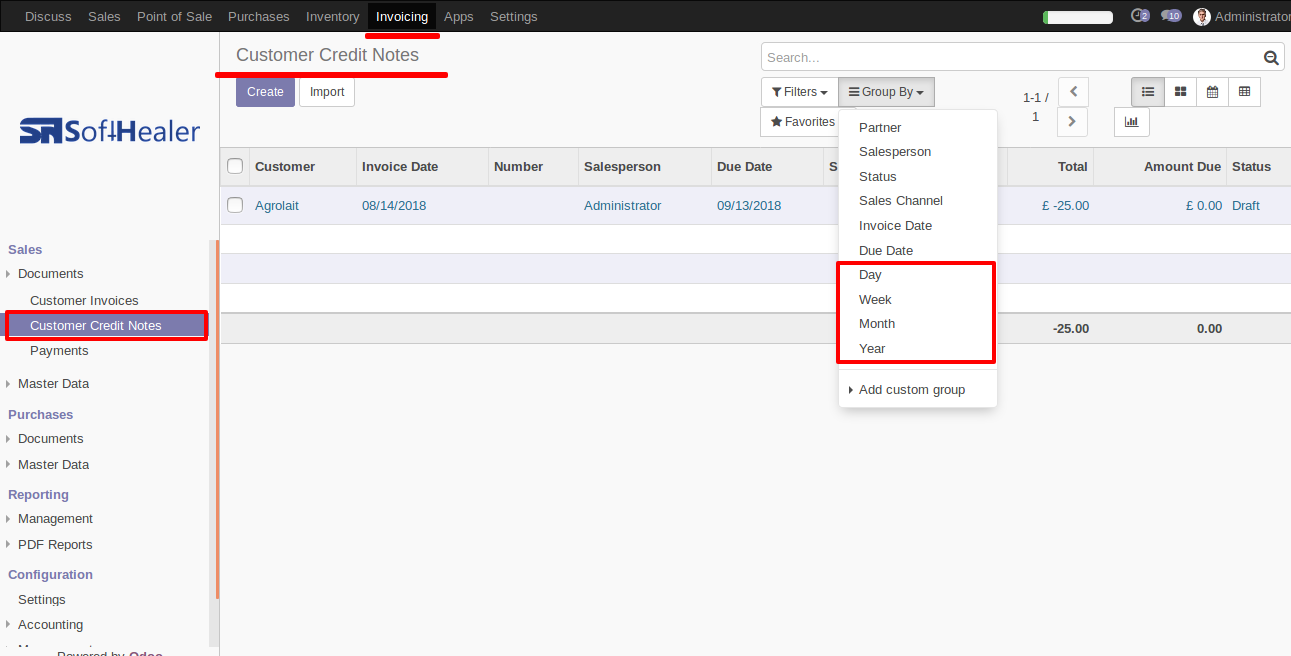 Discuss Sales Point of Sale Purchases Inventory Invoicing Apps Settings 2 10 Administrator
Customer Credit Notes
Search...
Create Import
Filters Group By
1-1 / 1
Favorites
Partner
Salesperson
Status
Sales Channel
Invoice Date
Due Date
Day
Week
Month
Year
Add custom group
SoftHealer
Customer Invoice Date Number Salesperson Due Date S Total Amount Due Status
Agrolait 08/14/2018 Administrator 09/13/2018 £ -25.00 £ 0.00 Draft
-25.00 0.00
Sales
Documents
Customer Invoices
Customer Credit Notes
Payments
Master Data
Purchases
Documents
Master Data
Reporting
Management
PDF Reports
Configuration
Settings
Accounting
Powered by Odoo